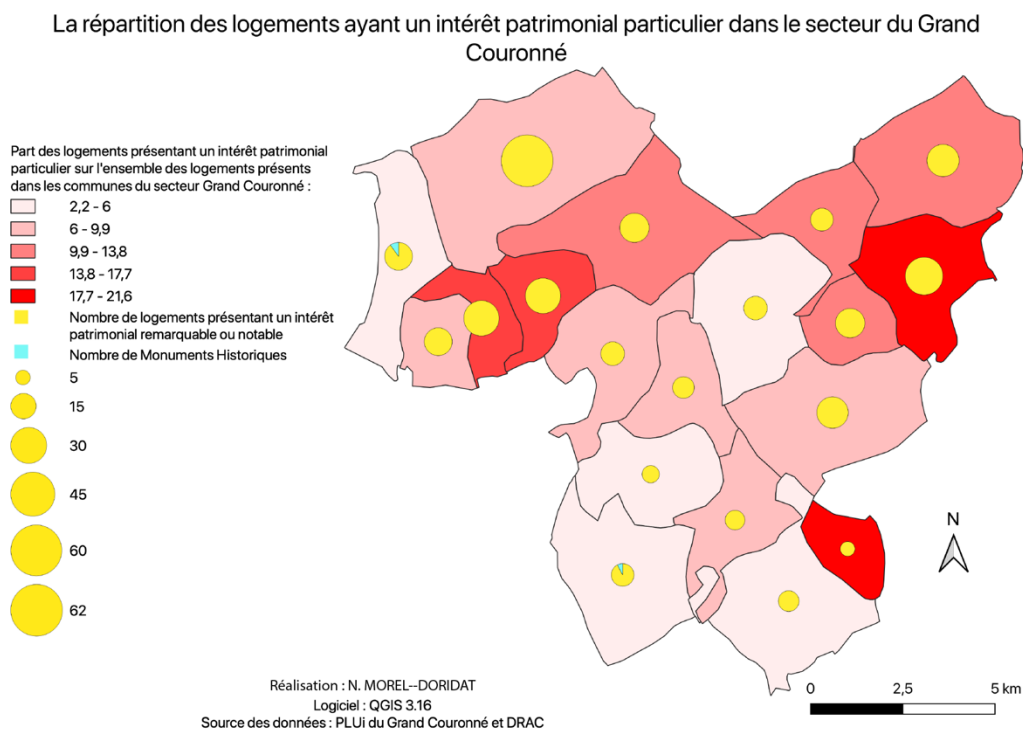 La répartition des logements ayant un intérêt patrimonial particulier dans le secteur du Grand
Couronné
Part des logements présentant un intérêt patrimonial
particulier sur l'ensemble des logements présents
dans les communes du secteur Grand Couronné :
2,2 - 6
6 - 9,9
9,9 - 13,8
13,8 - 17,7
17,7 - 21,6
Nombre de logements présentant un intérêt
patrimonial remarquable ou notable
Nombre de Monuments Historiques
5
15
30
45
60
62
N
0 2,5 5 km
Réalisation : N. MOREL--DORIDAT
Logiciel : QGIS 3.16
Source des données : PLUi du Grand Couronné et DRAC